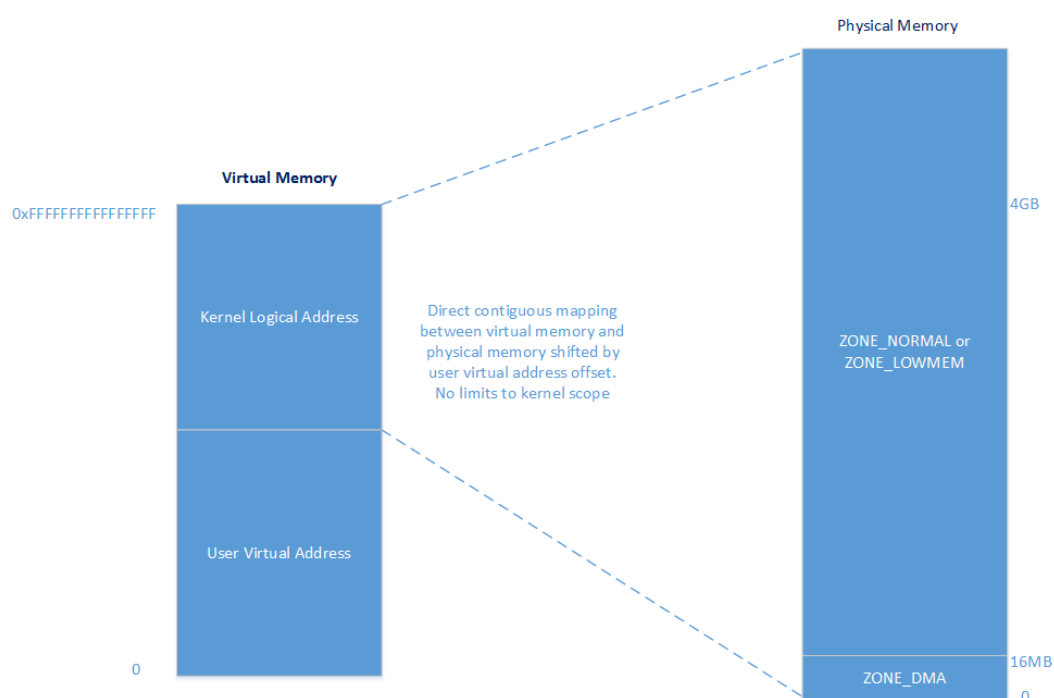 Physical Memory
Virtual Memory
0xFFFFFFFFFFFFFFFF
4GB
Kernel Logical Address
Direct contiguous mapping
between virtual memory and
physical memory shifted by
user virtual address offset.
No limits to kernel scope
ZONE_NORMAL or
ZONE_LOWMEM
User Virtual Address
0
16MB
ZONE_DMA
0